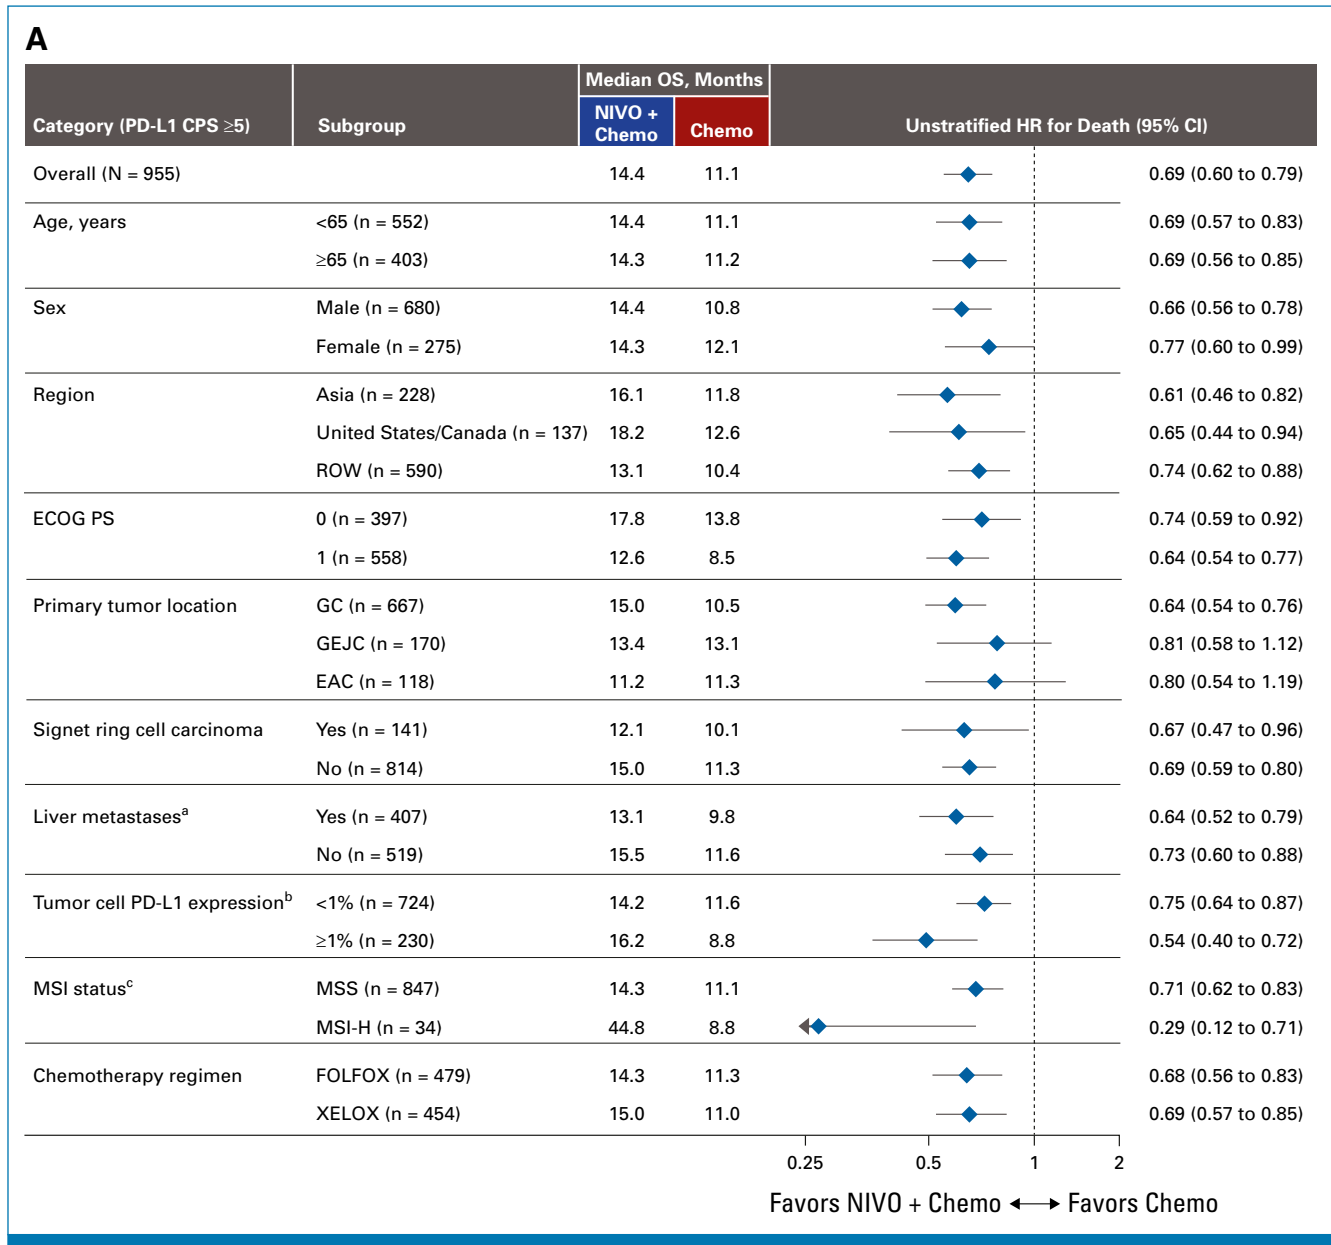 A
Median OS, Months
Category (PD-L1 CPS ≥5) Subgroup NIVO + Chemo Chemo Unstratified HR for Death (95% CI)
Overall (N = 955) 14.4 11.1 0.69 (0.60 to 0.79)
Age, years <65 (n = 552) 14.4 11.1 0.69 (0.57 to 0.83)
≥65 (n = 403) 14.3 11.2 0.69 (0.56 to 0.85)
Sex Male (n = 680) 14.4 10.8 0.66 (0.56 to 0.78)
Female (n = 275) 14.3 12.1 0.77 (0.60 to 0.99)
Region Asia (n = 228) 16.1 11.8 0.61 (0.46 to 0.82)
United States/Canada (n = 137) 18.2 12.6 0.65 (0.44 to 0.94)
ROW (n = 590) 13.1 10.4 0.74 (0.62 to 0.88)
ECOG PS 0 (n = 397) 17.8 13.8 0.74 (0.59 to 0.92)
1 (n = 558) 12.6 8.5 0.64 (0.54 to 0.77)
Primary tumor location GC (n = 667) 15.0 10.5 0.64 (0.54 to 0.76)
GEJC (n = 170) 13.4 13.1 0.81 (0.58 to 1.12)
EAC (n = 118) 11.2 11.3 0.80 (0.54 to 1.19)
Signet ring cell carcinoma Yes (n = 141) 12.1 10.1 0.67 (0.47 to 0.96)
No (n = 814) 15.0 11.3 0.69 (0.59 to 0.80)
Liver metastasesᵃ Yes (n = 407) 13.1 9.8 0.64 (0.52 to 0.79)
No (n = 519) 15.5 11.6 0.73 (0.60 to 0.88)
Tumor cell PD-L1 expressionᵇ <1% (n = 724) 14.2 11.6 0.75 (0.64 to 0.87)
≥1% (n = 230) 16.2 8.8 0.54 (0.40 to 0.72)
MSI statusᶜ MSS (n = 847) 14.3 11.1 0.71 (0.62 to 0.83)
MSI-H (n = 34) 44.8 8.8 0.29 (0.12 to 0.71)
Chemotherapy regimen FOLFOX (n = 479) 14.3 11.3 0.68 (0.56 to 0.83)
XELOX (n = 454) 15.0 11.0 0.69 (0.57 to 0.85)
0.25 0.5 1 2
Favors NIVO + Chemo ←→ Favors Chemo